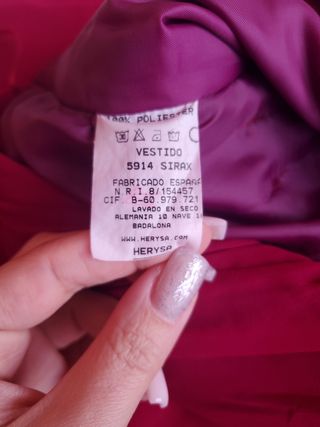 100% POLIESTER
VESTIDO
5914 SIRAX
FABRICADO ESPAÑA
N.R.I.8/154457
CIF. B-60.979.721
LAVADO EN SECO
ALEMANIA 10 NAVE
BADALONA
WWW.HERYSA.COM
HERYSA